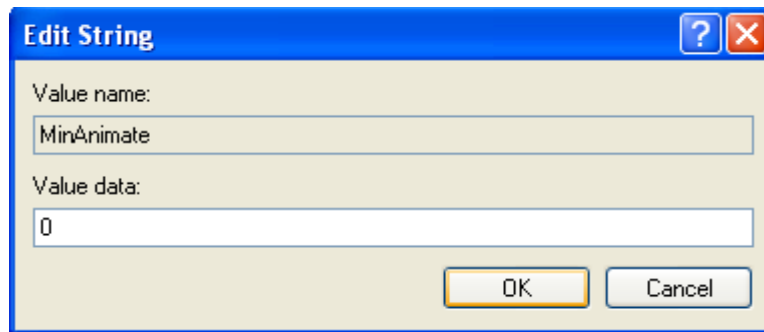 Edit String
Value name:
MinAnimate
Value data:
0
OK Cancel